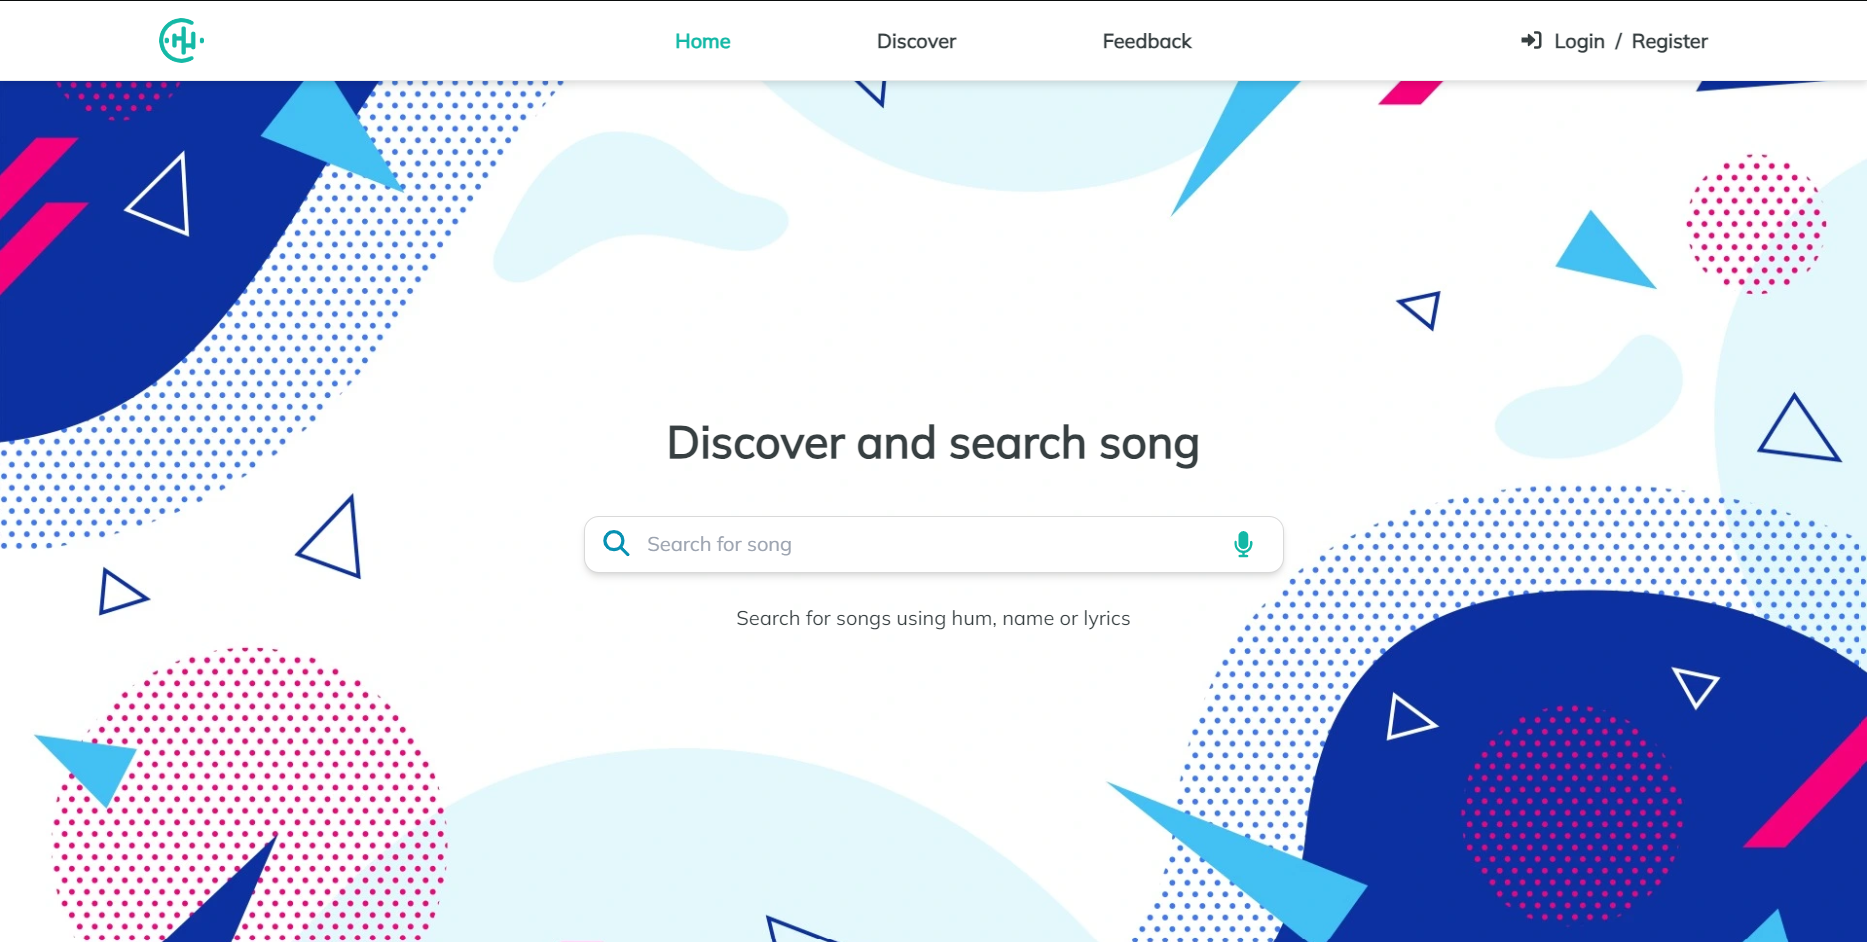 Home
Discover
Feedback
Login / Register
Discover and search song
Search for song
Search for songs using hum, name or lyrics